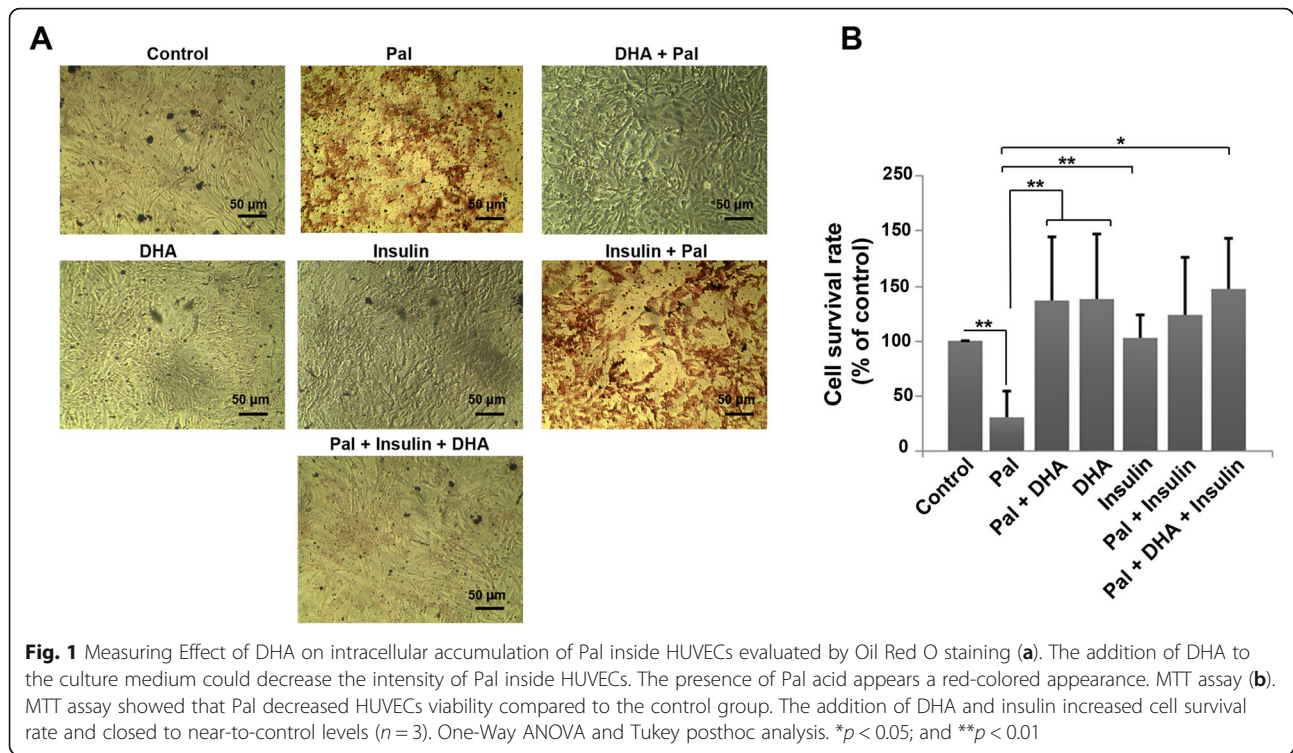 A
Control
Pal
DHA + Pal
50 µm
50 µm
50 µm
DHA
Insulin
Insulin + Pal
50 µm
50 µm
50 µm
Pal + Insulin + DHA
50 µm
B
Cell survival rate
(% of control)
250
150
150
100
50
0
**
**
**
*
Control
Pal
Pal + DHA
DHA
Insulin
Pal + Insulin
Pal + DHA + Insulin
Fig. 1 Measuring Effect of DHA on intracellular accumulation of Pal inside HUVECs evaluated by Oil Red O staining (a). The addition of DHA to
the culture medium could decrease the intensity of Pal inside HUVECs. The presence of Pal acid appears a red-colored appearance. MTT assay (b).
MTT assay showed that Pal decreased HUVECs viability compared to the control group. The addition of DHA and insulin increased cell survival
rate and closed to near-to-control levels (n = 3). One-Way ANOVA and Tukey posthoc analysis. *p < 0.05; and **p < 0.01